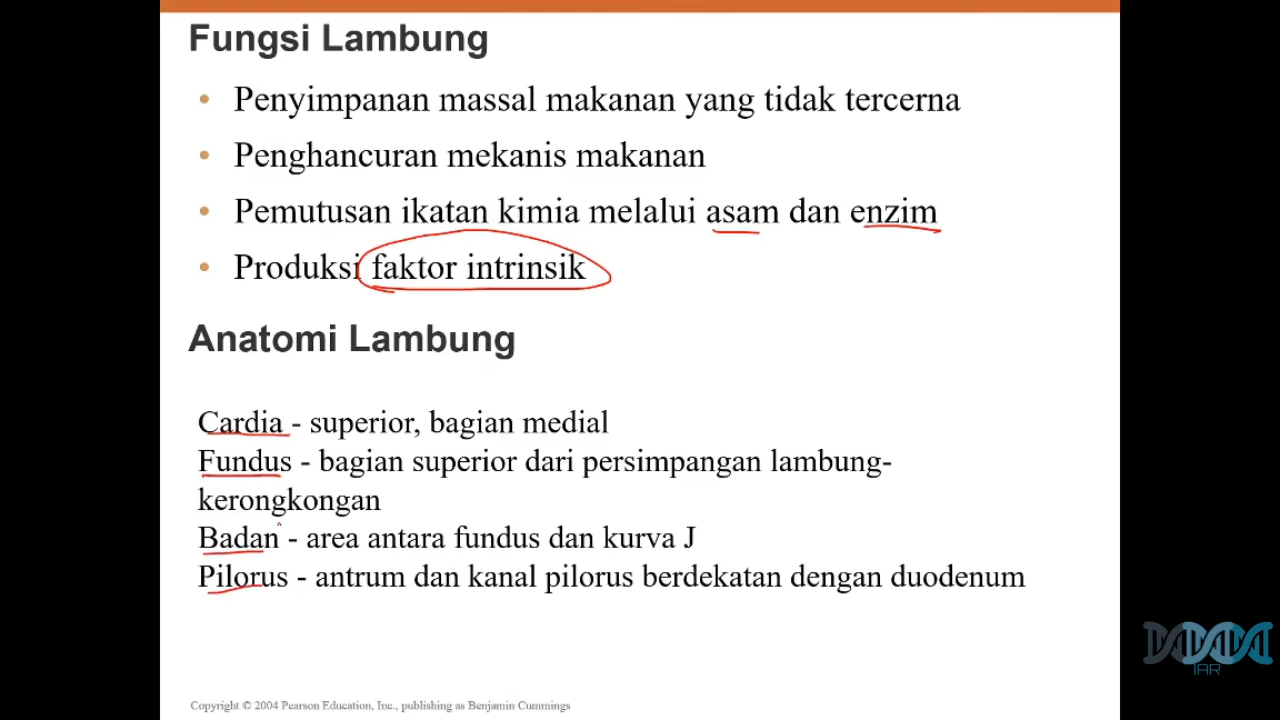 Fungsi Lambung
• Penyimpanan massal makanan yang tidak tercerna
• Penghancuran mekanis makanan
• Pemutusan ikatan kimia melalui asam dan enzim
• Produksi faktor intrinsik
Anatomi Lambung
Cardia - superior, bagian medial
Fundus - bagian superior dari persimpangan lambung-
kerongkongan
Badan - area antara fundus dan kurva J
Pilorus - antrum dan kanal pilorus berdekatan dengan duodenum
IAR
Copyright © 2004 Pearson Education, Inc., publishing as Benjamin Cummings